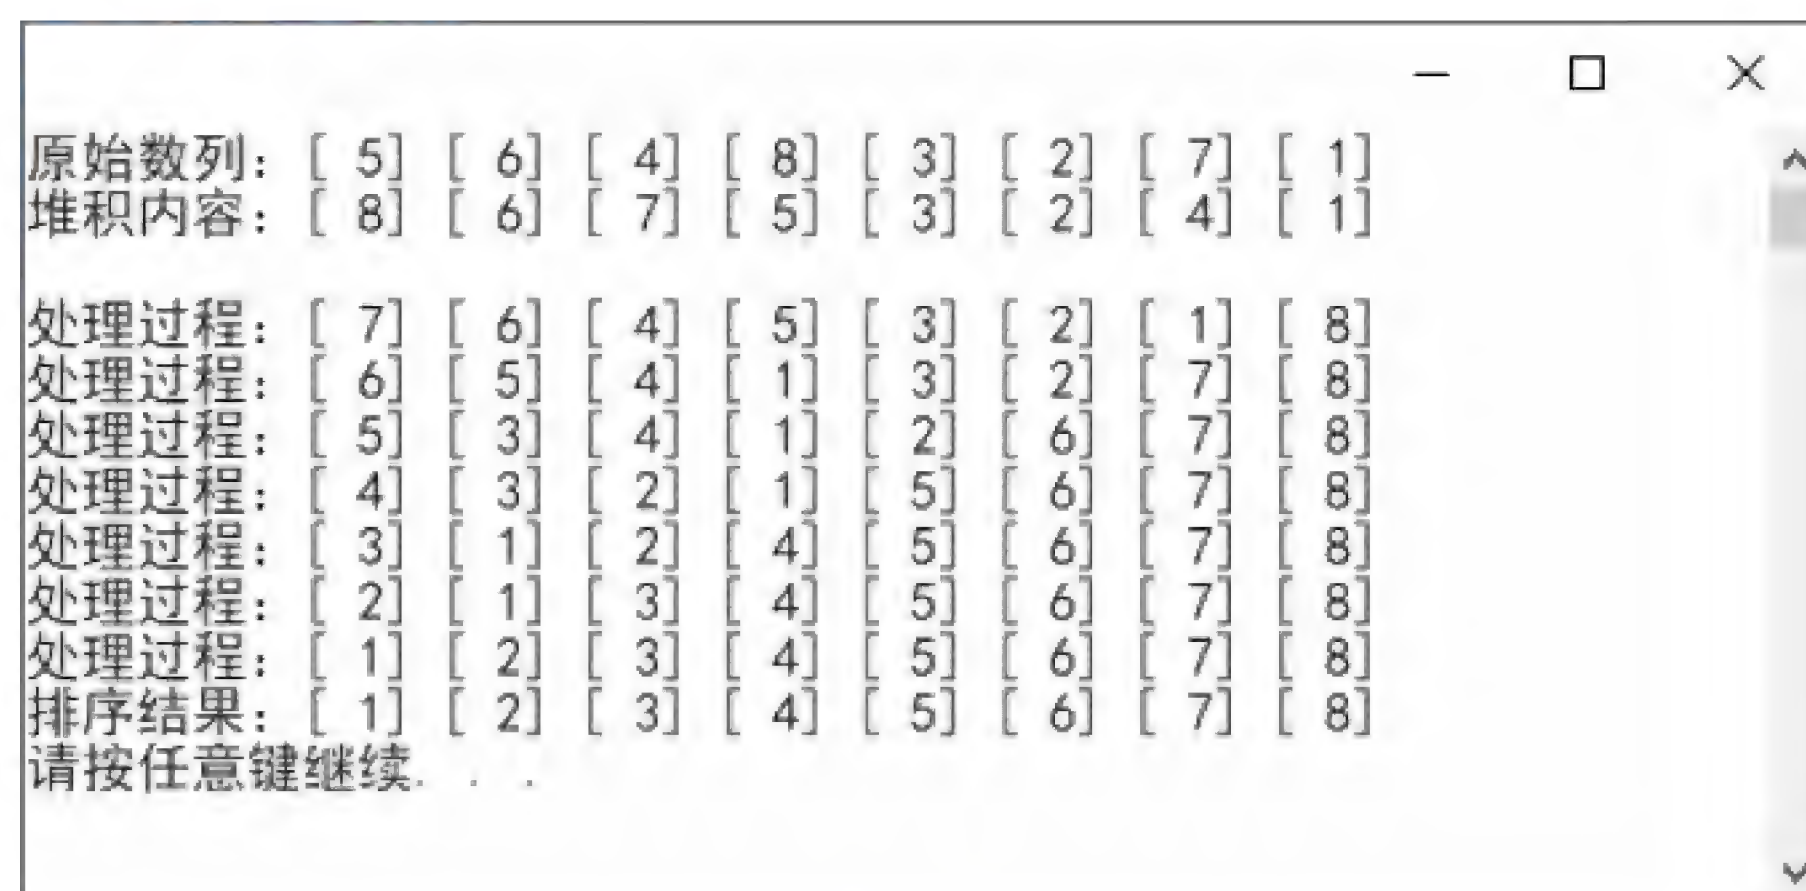 原始数列：[ 5] [ 6] [ 4] [ 8] [ 3] [ 2] [ 7] [ 1]
堆积内容：[ 8] [ 6] [ 7] [ 5] [ 3] [ 2] [ 4] [ 1]
处理过程：[ 7] [ 6] [ 4] [ 5] [ 3] [ 2] [ 1] [ 8]
处理过程：[ 6] [ 5] [ 4] [ 1] [ 3] [ 2] [ 7] [ 8]
处理过程：[ 5] [ 3] [ 4] [ 1] [ 2] [ 6] [ 7] [ 8]
处理过程：[ 4] [ 3] [ 2] [ 1] [ 5] [ 6] [ 7] [ 8]
处理过程：[ 3] [ 1] [ 2] [ 4] [ 5] [ 6] [ 7] [ 8]
处理过程：[ 2] [ 1] [ 3] [ 4] [ 5] [ 6] [ 7] [ 8]
处理过程：[ 1] [ 2] [ 3] [ 4] [ 5] [ 6] [ 7] [ 8]
排序结果：[ 1] [ 2] [ 3] [ 4] [ 5] [ 6] [ 7] [ 8]
请按任意键继续. . .